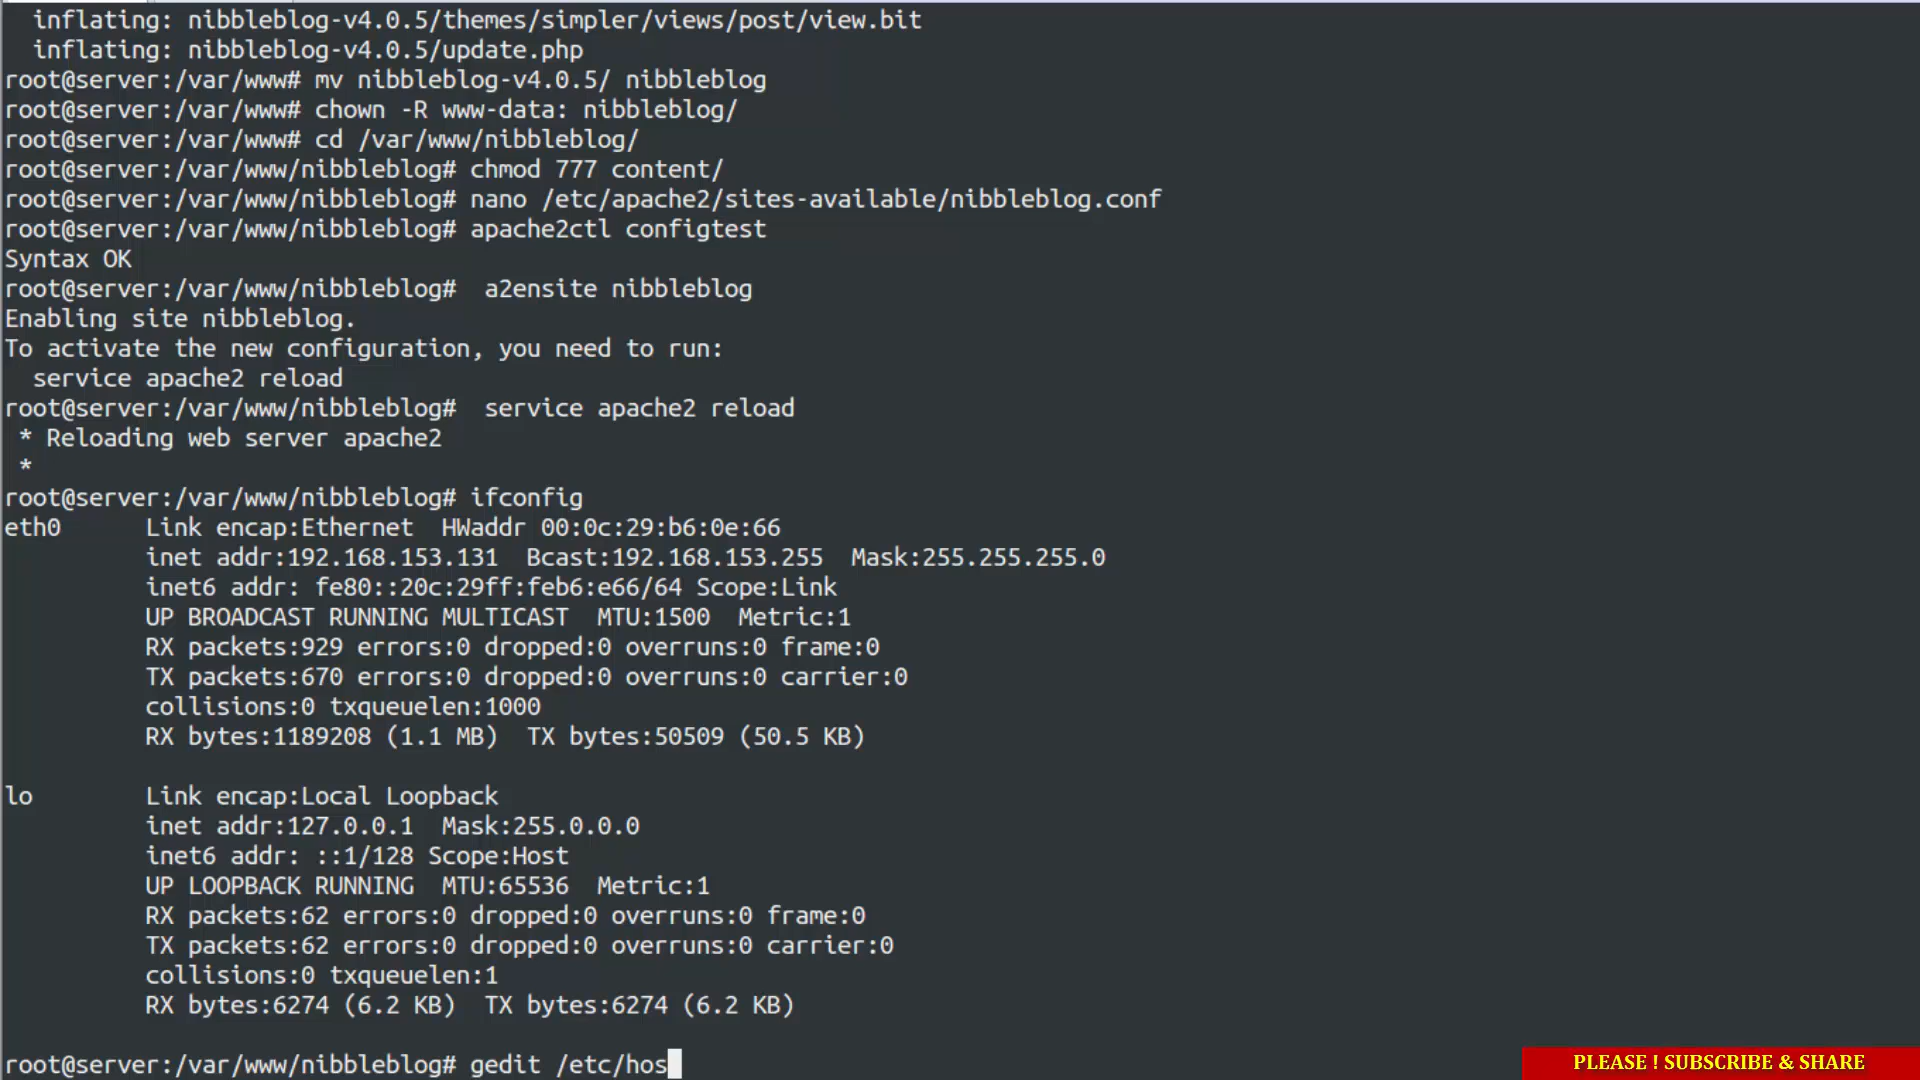 inflating: nibbleblog-v4.0.5/themes/simpler/views/post/view.bit
inflating: nibbleblog-v4.0.5/update.php
root@server:/var/www# mv nibbleblog-v4.0.5/ nibbleblog
root@server:/var/www# chown -R www-data: nibbleblog/
root@server:/var/www# cd /var/www/nibbleblog/
root@server:/var/www/nibbleblog# chmod 777 content/
root@server:/var/www/nibbleblog# nano /etc/apache2/sites-available/nibbleblog.conf
root@server:/var/www/nibbleblog# apache2ctl configtest
Syntax OK
root@server:/var/www/nibbleblog#  a2ensite nibbleblog
Enabling site nibbleblog.
To activate the new configuration, you need to run:
  service apache2 reload
root@server:/var/www/nibbleblog#  service apache2 reload
 * Reloading web server apache2
 *
root@server:/var/www/nibbleblog# ifconfig
eth0      Link encap:Ethernet  HWaddr 00:0c:29:b6:0e:66
          inet addr:192.168.153.131  Bcast:192.168.153.255  Mask:255.255.255.0
          inet6 addr: fe80::20c:29ff:feb6:e66/64 Scope:Link
          UP BROADCAST RUNNING MULTICAST  MTU:1500  Metric:1
          RX packets:929 errors:0 dropped:0 overruns:0 frame:0
          TX packets:670 errors:0 dropped:0 overruns:0 carrier:0
          collisions:0 txqueuelen:1000
          RX bytes:1189208 (1.1 MB)  TX bytes:50509 (50.5 KB)
lo        Link encap:Local Loopback
          inet addr:127.0.0.1  Mask:255.0.0.0
          inet6 addr: ::1/128 Scope:Host
          UP LOOPBACK RUNNING  MTU:65536  Metric:1
          RX packets:62 errors:0 dropped:0 overruns:0 frame:0
          TX packets:62 errors:0 dropped:0 overruns:0 carrier:0
          collisions:0 txqueuelen:1
          RX bytes:6274 (6.2 KB)  TX bytes:6274 (6.2 KB)
root@server:/var/www/nibbleblog# gedit /etc/hos
PLEASE ! SUBSCRIBE & SHARE